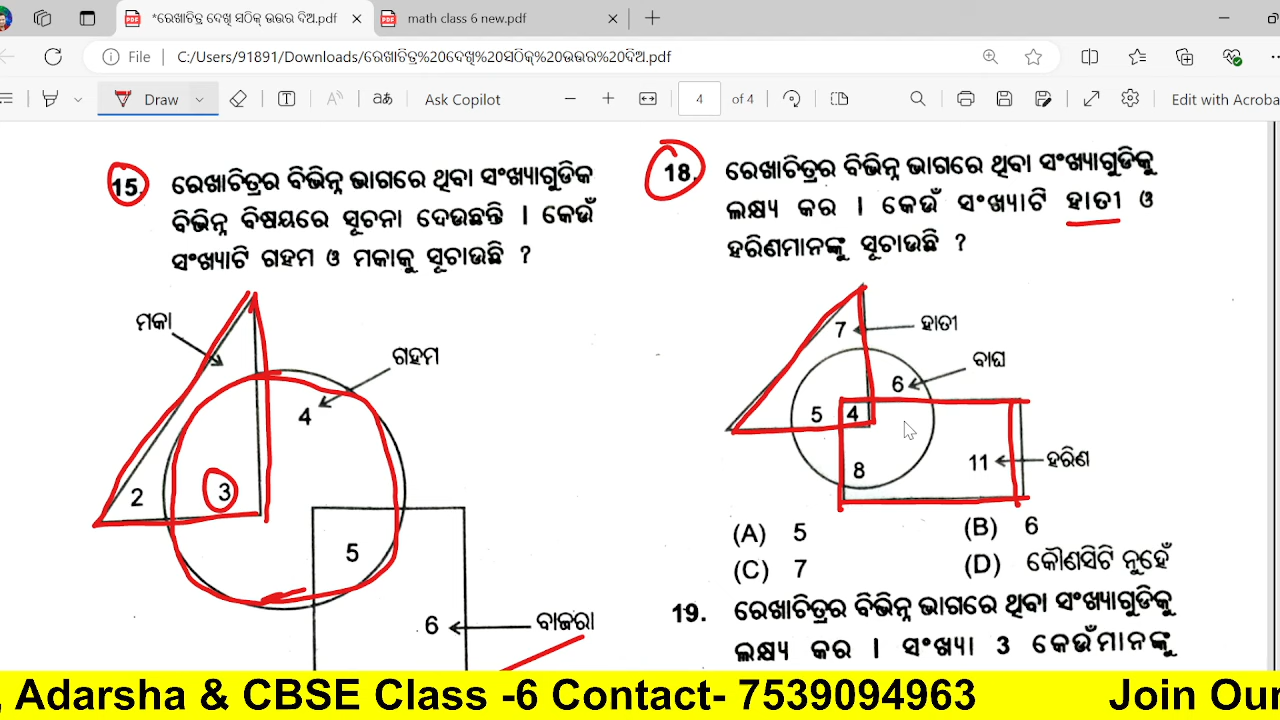 *ରେଖାଚିତ୍ର ଦେଖି ସଠିକ୍ ଉତ୍ତର ଦିଅ.pdf
math class 6 new.pdf
File
C:/Users/91891/Downloads/ରେଖାଚିତ୍ର%20ଦେଖି%20ସଠିକ୍%20ଉତ୍ତର%20ଦିଅ.pdf
Draw
Ask Copilot
4
of 4
Edit with Acroba
15.
ରେଖାଚିତ୍ରର ବିଭିନ୍ନ ଭାଗରେ ଥିବା ସଂଖ୍ୟାଗୁଡିକ
ବିଭିନ୍ନ ବିଷୟରେ ସୂଚନା ଦେଉଛନ୍ତି । କେଉଁ
ସଂଖ୍ୟାଟି ଗହମ ଓ ମକାକୁ ସୂଚାଉଛି ?
ମକା
ଗହମ
4
2
3
5
6
ବାଜରା
18.
ରେଖାଚିତ୍ରର ବିଭିନ୍ନ ଭାଗରେ ଥିବା ସଂଖ୍ୟାଗୁଡିକୁ
ଲକ୍ଷ୍ୟ କର । କେଉଁ ସଂଖ୍ୟାଟି ହାତୀ ଓ
ହରିଣମାନଙ୍କୁ ସୂଚାଉଛି ?
7
ହାତୀ
ବାଘ
6
5
4
8
11
ହରିଣ
(A) 5
(B) 6
(C) 7
(D) କୌଣସିଟି ନୁହେଁ
19.
ରେଖାଚିତ୍ରର ବିଭିନ୍ନ ଭାଗରେ ଥିବା ସଂଖ୍ୟାଗୁଡିକୁ
ଲକ୍ଷ୍ୟ କର । ସଂଖ୍ୟା 3 କେଉଁମାନଙ୍କୁ
, Adarsha & CBSE Class -6 Contact- 7539094963
Join Our